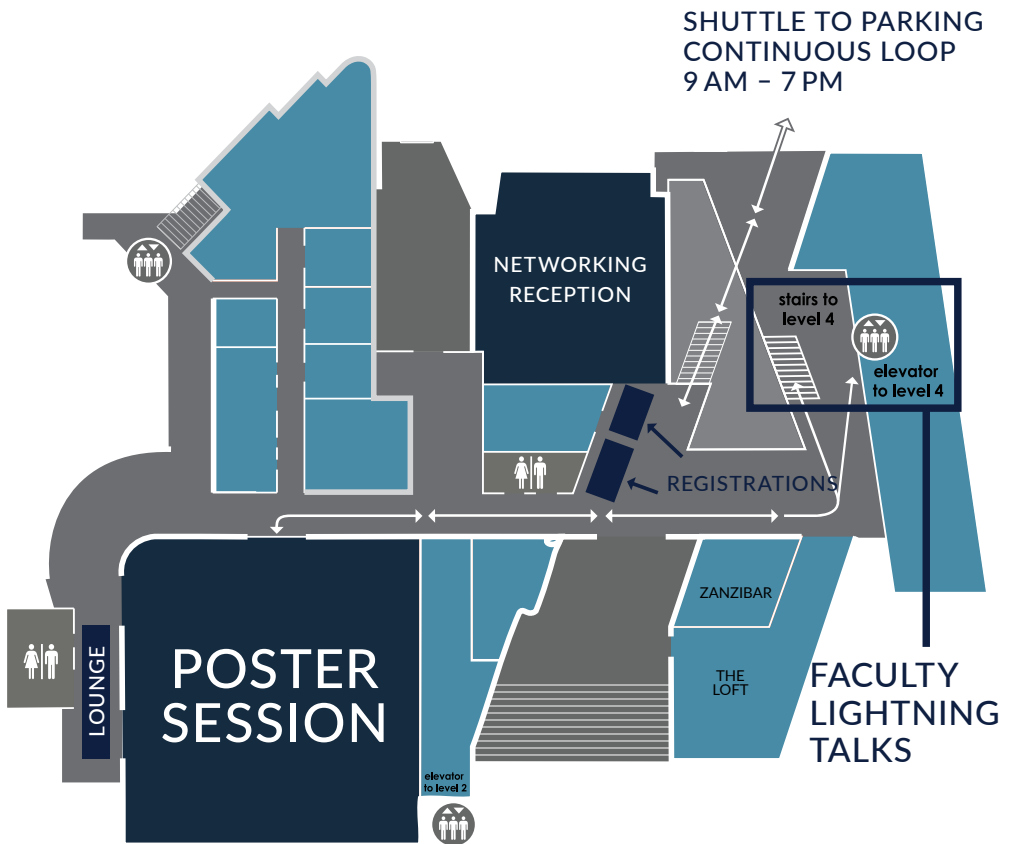 SHUTTLE TO PARKING
CONTINUOUS LOOP
9 AM – 7 PM
NETWORKING
RECEPTION
stairs to
level 4
elevator
to level 4
REGISTRATIONS
ZANZIBAR
THE
LOFT
FACULTY
LIGHTNING
TALKS
POSTER
SESSION
LOUNGE
elevator
to level 2